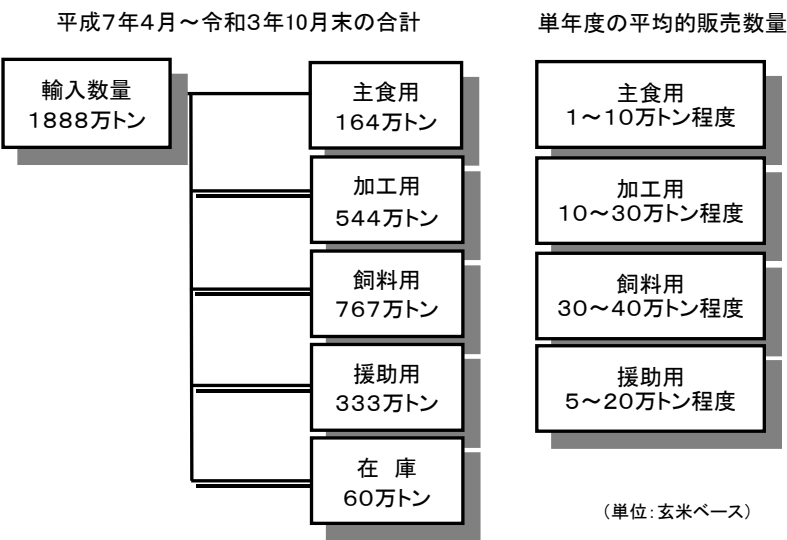 平成7年4月～令和3年10月末の合計
単年度の平均的販売数量
輸入数量
1888万トン
主食用
164万トン
加工用
544万トン
飼料用
767万トン
援助用
333万トン
在　庫
60万トン
主食用
1～10万トン程度
加工用
10～30万トン程度
飼料用
30～40万トン程度
援助用
5～20万トン程度
（単位：玄米ベース）